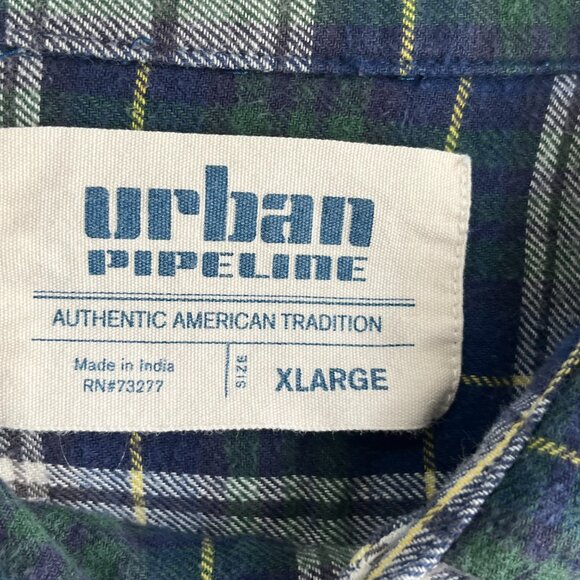 urban
PIPELINE
AUTHENTIC AMERICAN TRADITION
Made in India
RN#73277
SIZE
XLARGE